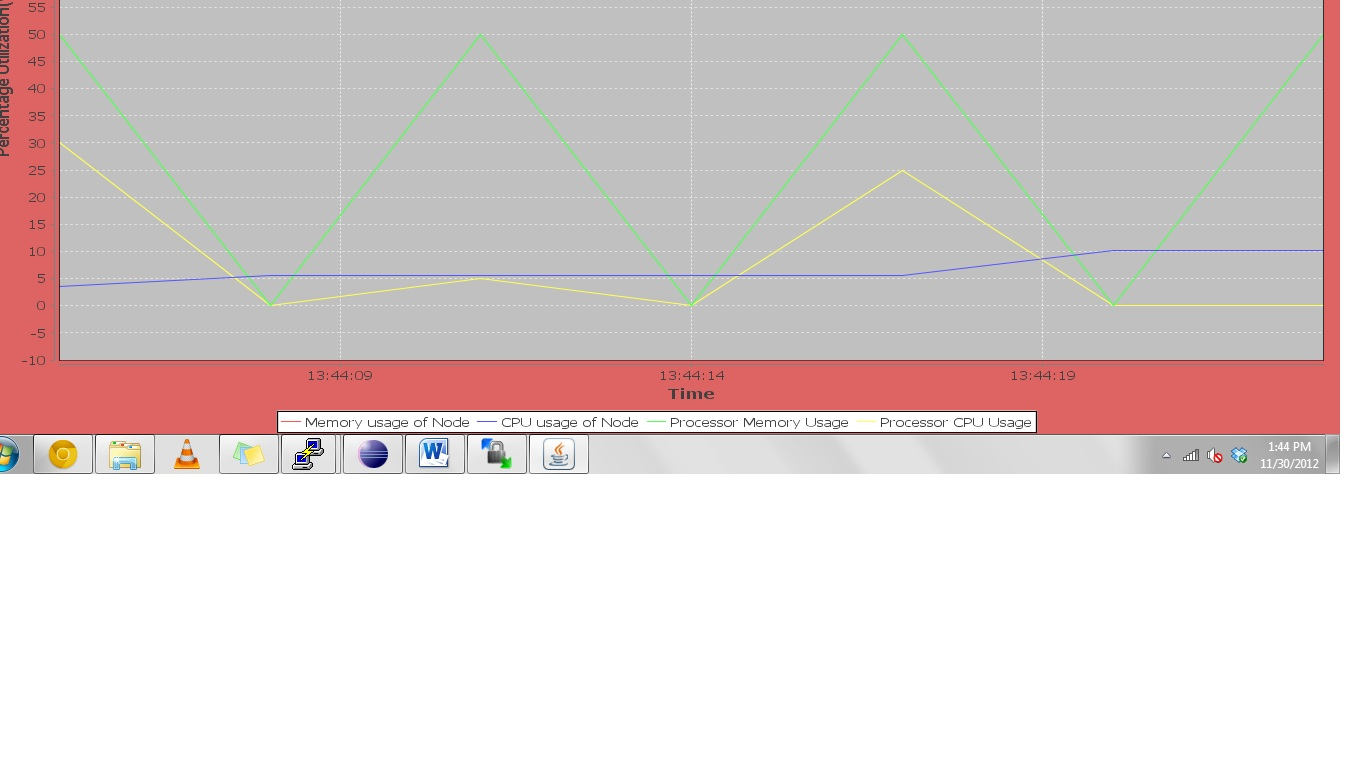 Percentage Utilization(
55
50
45
40
35
30
25
20
15
10
5
0
-5
-10
13:44:09 13:44:14 13:44:19
Time
Memory usage of Node CPU usage of Node Processor Memory Usage Processor CPU Usage
W
1:44 PM
11/30/2012